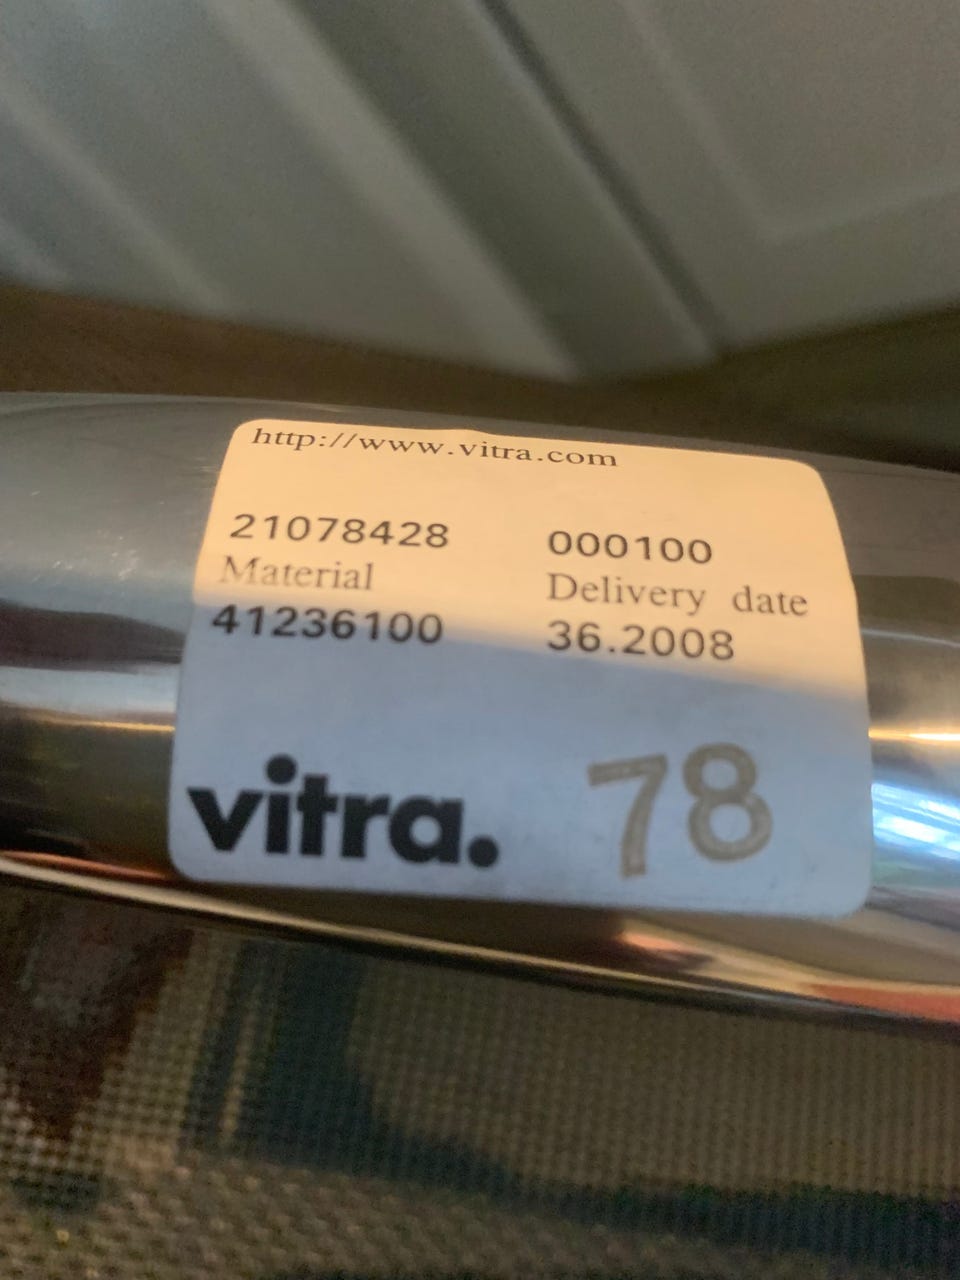 http://www.vitra.com
21078428 000100
Material Delivery date
41236100 36.2008
vitra. 78